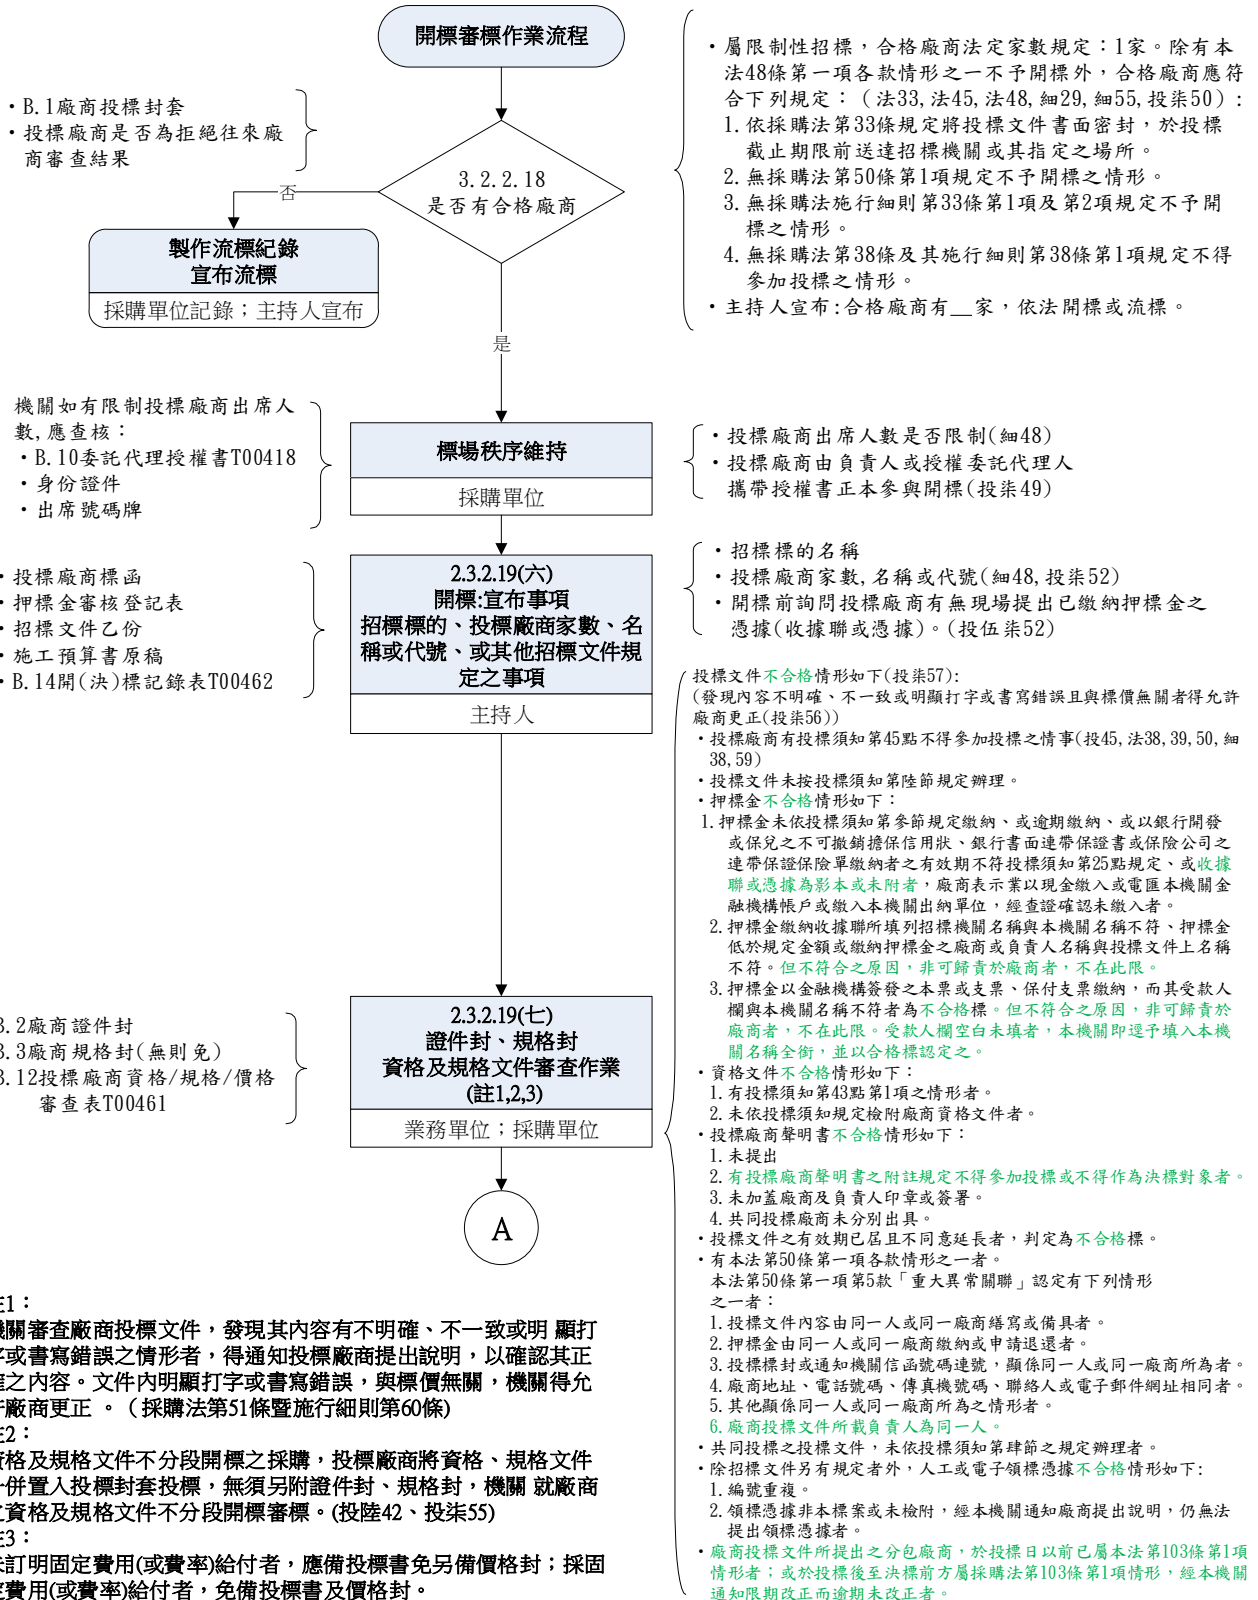 開標審標作業流程
・B.1廠商投標封套
・投標廠商是否為拒絕往來廠
商審查結果
3.2.2.18
是否有合格廠商
否
製作流標紀錄
宣布流標
採購單位記錄；主持人宣布
是
・屬限制性招標，合格廠商法定家數規定：1家。除有本
法48條第一項各款情形之一不予開標外，合格廠商應符
合下列規定：（法33,法45,法48,細29,細55,投柒50）:
1.依採購法第33條規定將投標文件書面密封，於投標
截止期限前送達招標機關或其指定之場所。
2.無採購法第50條第1項規定不予開標之情形。
3.無採購法施行細則第33條第1項及第2項規定不予開
標之情形。
4.無採購法第38條及其施行細則第38條第1項規定不得
參加投標之情形。
・主持人宣布:合格廠商有__家，依法開標或流標。
機關如有限制投標廠商出席人
數,應查核：
・B.10委託代理授權書T00418
・身份證件
・出席號碼牌
標場秩序維持
採購單位
・投標廠商出席人數是否限制(細48)
・投標廠商由負責人或授權委託代理人
攜帶授權書正本參與開標(投柒49)
・投標廠商標函
・押標金審核登記表
・招標文件乙份
・施工預算書原稿
・B.14開(決)標記錄表T00462
2.3.2.19(六)
開標:宣布事項
招標標的、投標廠商家數、名
稱或代號、或其他招標文件規
定之事項
主持人
・招標標的名稱
・投標廠商家數,名稱或代號(細48,投柒52)
・開標前詢問投標廠商有無現場提出已繳納押標金之
憑據(收據聯或憑據)。(投伍柒52)
3.2廠商證件封
3.3廠商規格封(無則免)
3.12投標廠商資格/規格/價格
審查表T00461
2.3.2.19(七)
證件封、規格封
資格及規格文件審查作業
(註1,2,3)
業務單位；採購單位
A
投標文件不合格情形如下(投柒57):
(發現內容不明確、不一致或明顯打字或書寫錯誤且與標價無關者得允許
廠商更正(投柒56))
・投標廠商有投標須知第45點不得參加投標之情事(投45,法38,39,50,細
38,59)
・投標文件未按投標須知第陸節規定辦理。
・押標金不合格情形如下：
1.押標金未依投標須知第參節規定繳納、或逾期繳納、或以銀行開發
或保兌之不可撤銷擔保信用狀、銀行書面連帶保證書或保險公司之
連帶保證保險單繳納者之有效期不符投標須知第25點規定、或收據
聯或憑據為影本或未附者，廠商表示業以現金繳入或電匯本機關金
融機構帳戶或繳入本機關出納單位，經查證確認未繳入者。
2.押標金繳納收據聯所填列招標機關名稱與本機關名稱不符、押標金
低於規定金額或繳納押標金之廠商或負責人名稱與投標文件上名稱
不符。但不符合之原因，非可歸責於廠商者，不在此限。
3.押標金以金融機構簽發之本票或支票、保付支票繳納，而其受款人
欄與本機關名稱不符者為不合格標。但不符合之原因，非可歸責於
廠商者，不在此限。受款人欄空白未填者，本機關即逕予填入本機
關名稱全銜，並以合格標認定之。
・資格文件不合格情形如下：
1.有投標須知第43點第1項之情形者。
2.未依投標須知規定檢附廠商資格文件者。
・投標廠商聲明書不合格情形如下：
1.未提出
2.有投標廠商聲明書之附註規定不得參加投標或不得作為決標對象者。
3.未加蓋廠商及負責人印章或簽署。
4.共同投標廠商未分別出具。
・投標文件之有效期已屆且不同意延長者，判定為不合格標。
・有本法第50條第一項各款情形之一者。
本法第50條第一項第5款「重大異常關聯」認定有下列情形
之一者：
1.投標文件內容由同一人或同一廠商繕寫或備具者。
2.押標金由同一人或同一廠商繳納或申請退還者。
3.投標標封或通知機關信函號碼連號，顯係同一人或同一廠商所為者。
4.廠商地址、電話號碼、傳真機號碼、聯絡人或電子郵件網址相同者。
5.其他顯係同一人或同一廠商所為之情形者。
6.廠商投標文件所載負責人為同一人。
・共同投標之投標文件，未依投標須知第肆節之規定辦理者。
・除招標文件另有規定者外，人工或電子領標憑據不合格情形如下:
1.編號重複。
2.領標憑據非本標案或未檢附，經本機關通知廠商提出說明，仍無法
提出領標憑據者。
・廠商投標文件所提出之分包廠商，於投標日以前已屬本法第103條第1項
情形者；或於投標後至決標前方屬採購法第103條第1項情形，經本機關
通知限期改正而逾期未改正者。
註1：
機關審查廠商投標文件，發現其內容有不明確、不一致或明 顯打
字或書寫錯誤之情形者，得通知投標廠商提出說明，以確認其正
確之內容。文件內明顯打字或書寫錯誤，與標價無關，機關得允
許廠商更正 。（採購法第51條暨施行細則第60條)
註2：
資格及規格文件不分段開標之採購，投標廠商將資格、規格文件
一併置入投標封套投標，無須另附證件封、規格封，機關 就廠商
之資格及規格文件不分段開標審標。(投陸42、投柒55)
註3：
未訂明固定費用(或費率)給付者，應備投標書免另備價格封；採固
定費用(或費率)給付者，免備投標書及價格封。